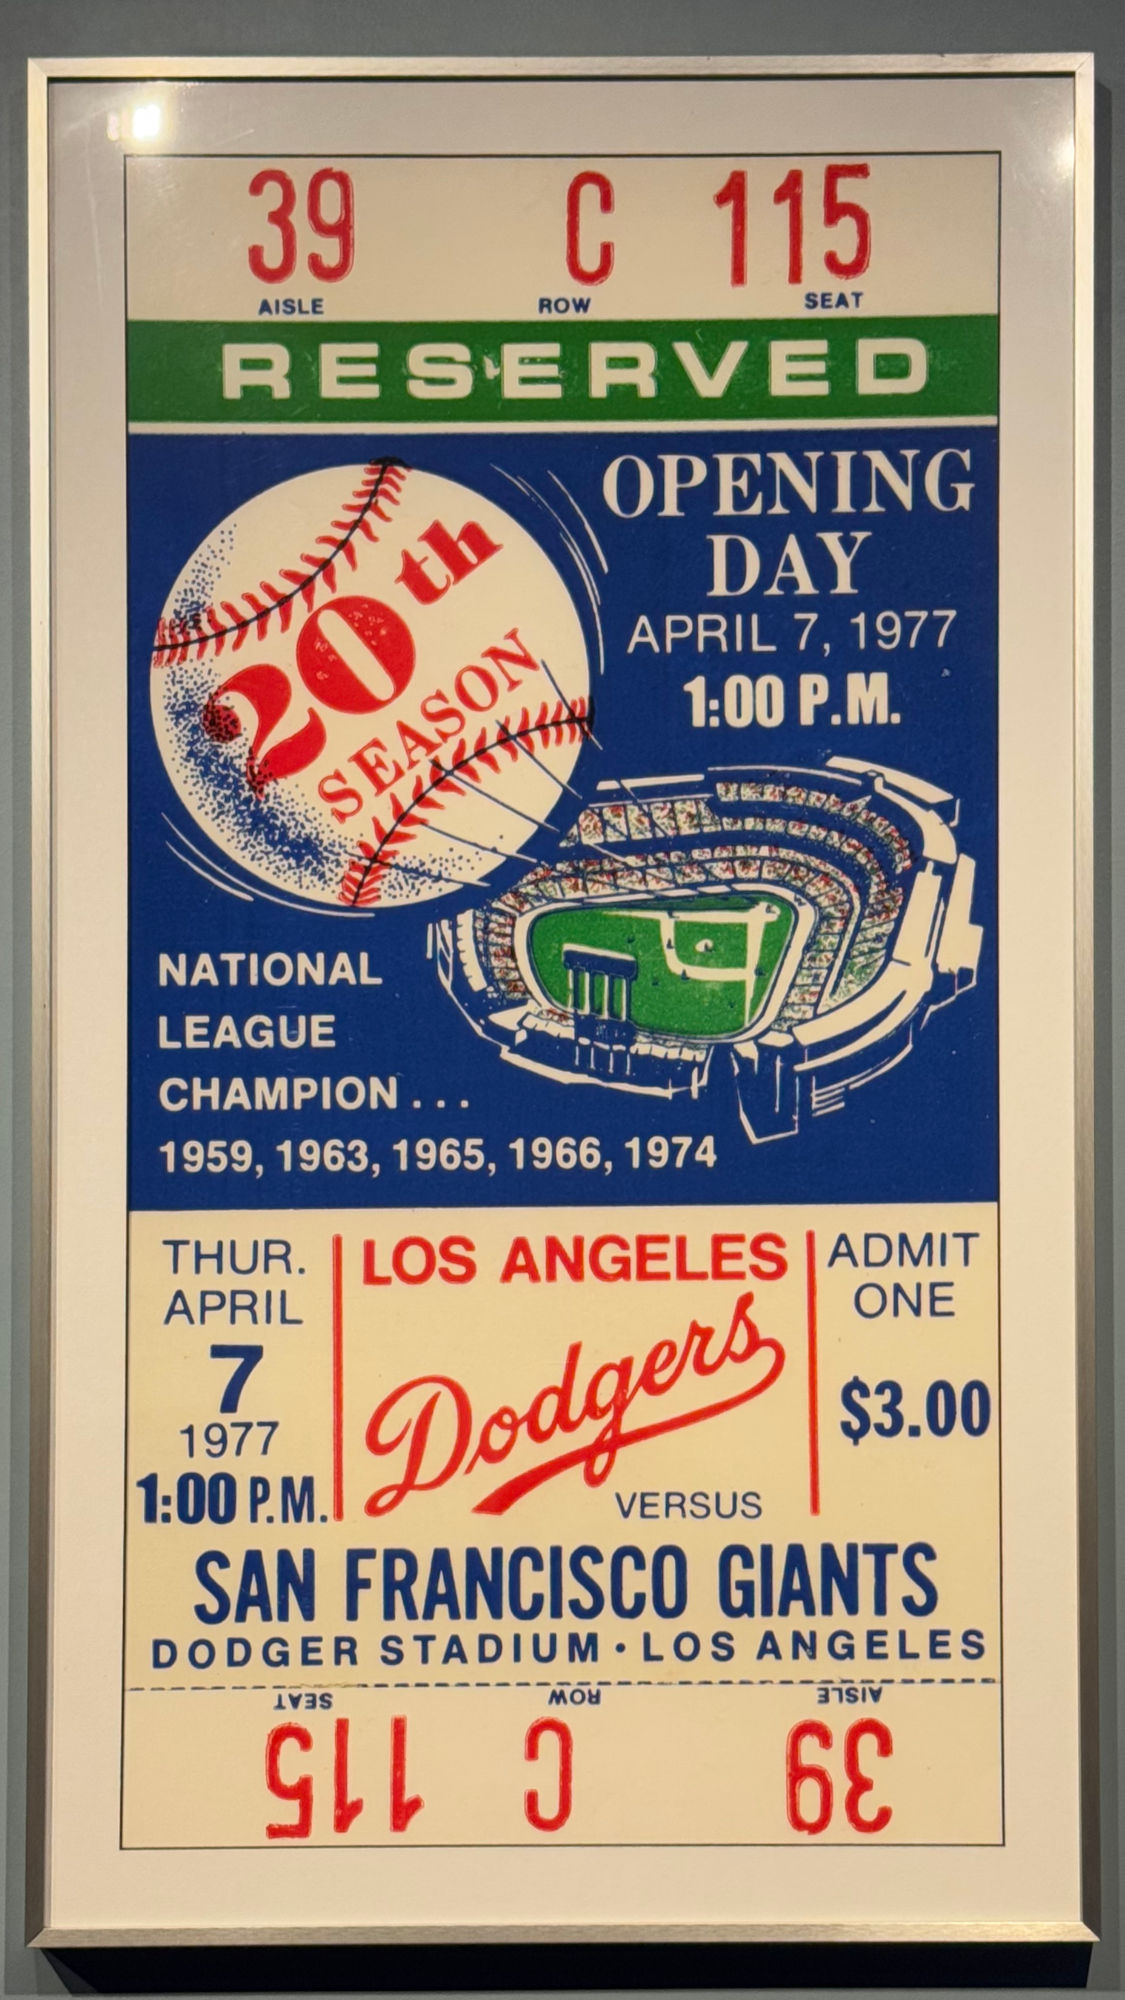 39 C 115
AISLE ROW SEAT
RESERVED
20th
SEASON
OPENING
DAY
APRIL 7, 1977
1:00 P.M.
NATIONAL
LEAGUE
CHAMPION...
1959, 1963, 1965, 1966, 1974
THUR.
APRIL
7
1977
1:00 P.M.
LOS ANGELES
Dodgers
VERSUS
ADMIT
ONE
$3.00
SAN FRANCISCO GIANTS
DODGER STADIUM • LOS ANGELES
39 C 115
AISLE ROW SEAT